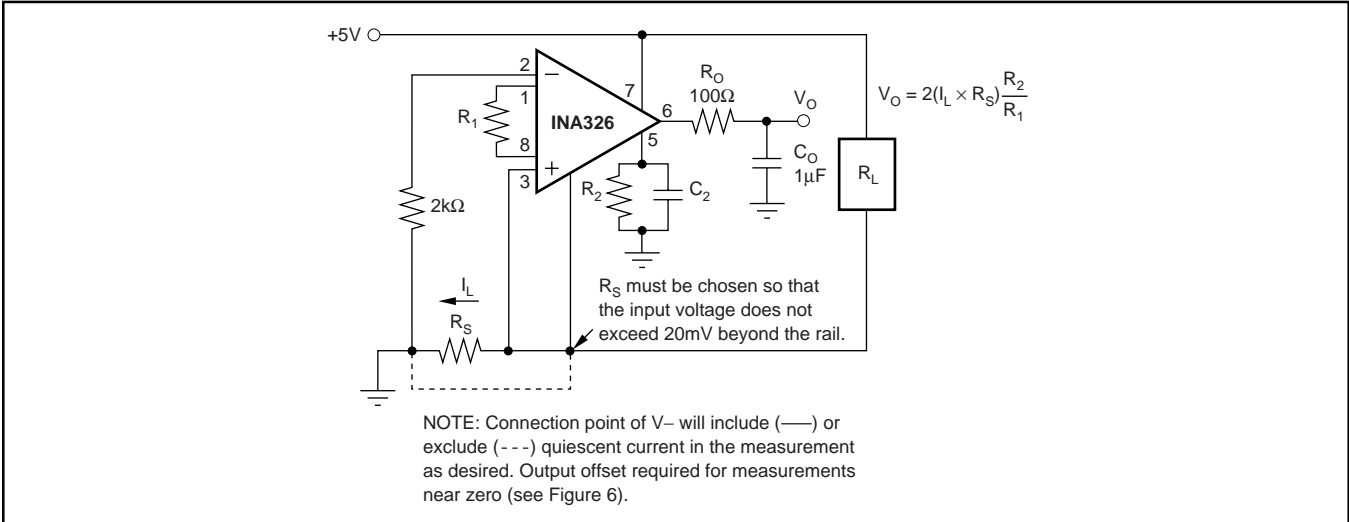 +5V
2
−
1
R1
INA326
8
+
3
7
6
5
RO
100Ω
VO
VO = 2(IL × RS) R2/R1
CO
1μF
RL
R2
C2
2kΩ
IL
RS
RS must be chosen so that
the input voltage does not
exceed 20mV beyond the rail.
NOTE: Connection point of V– will include (——) or
exclude (- - -) quiescent current in the measurement
as desired. Output offset required for measurements
near zero (see Figure 6).